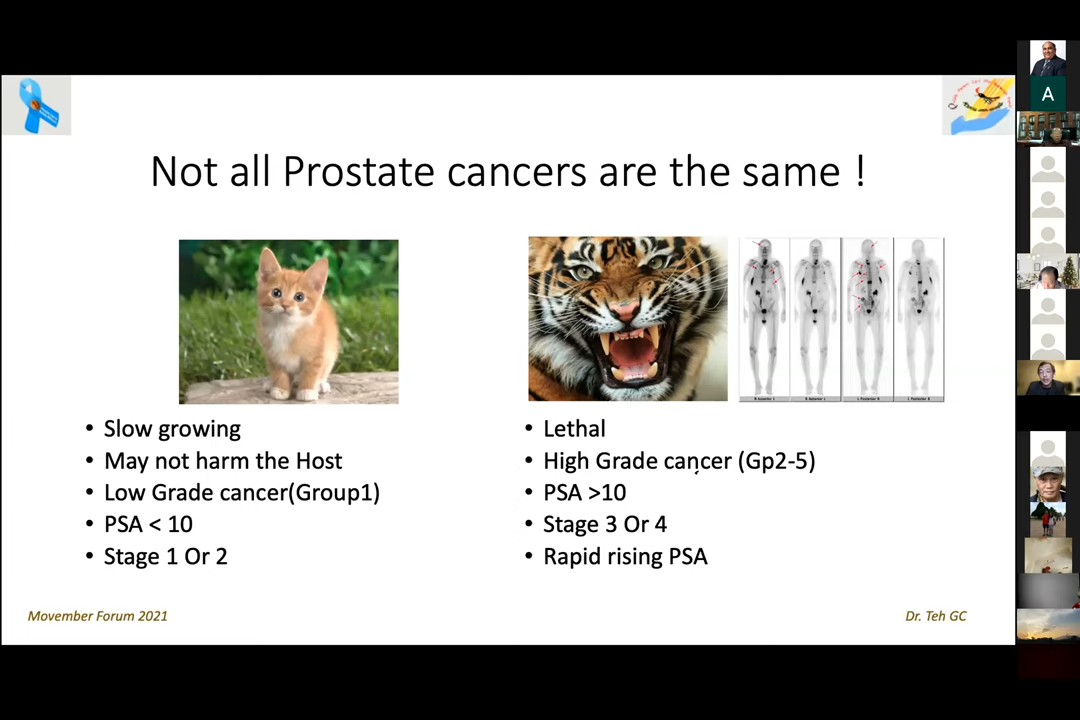 Not all Prostate cancers are the same !
• Slow growing
• May not harm the Host
• Low Grade cancer(Group1)
• PSA < 10
• Stage 1 Or 2
• Lethal
• High Grade cancer (Gp2-5)
• PSA >10
• Stage 3 Or 4
• Rapid rising PSA
Movember Forum 2021
Dr. Teh GC
A